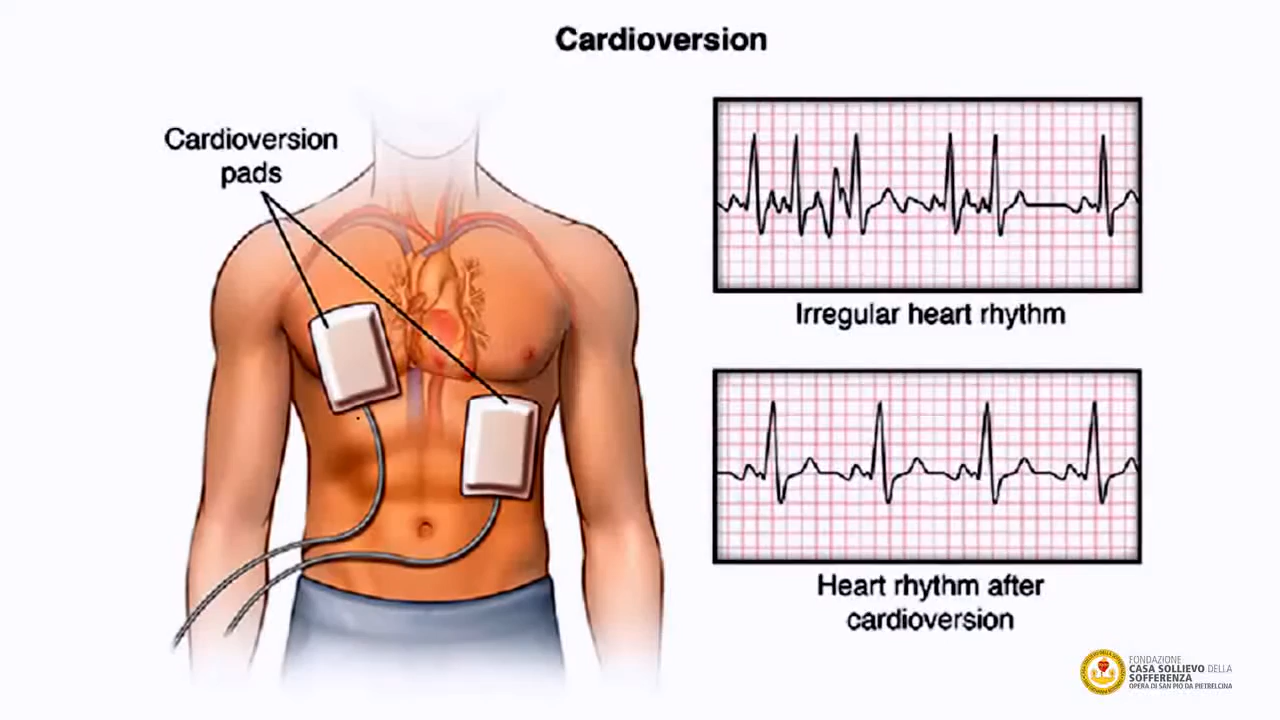 Cardioversion
Cardioversion
pads
Irregular heart rhythm
Heart rhythm after
cardioversion
FONDAZIONE
CASA SOLLIEVO DELLA
SOFFERENZA
OPERA DI SAN PIO DA PIETRELCINA